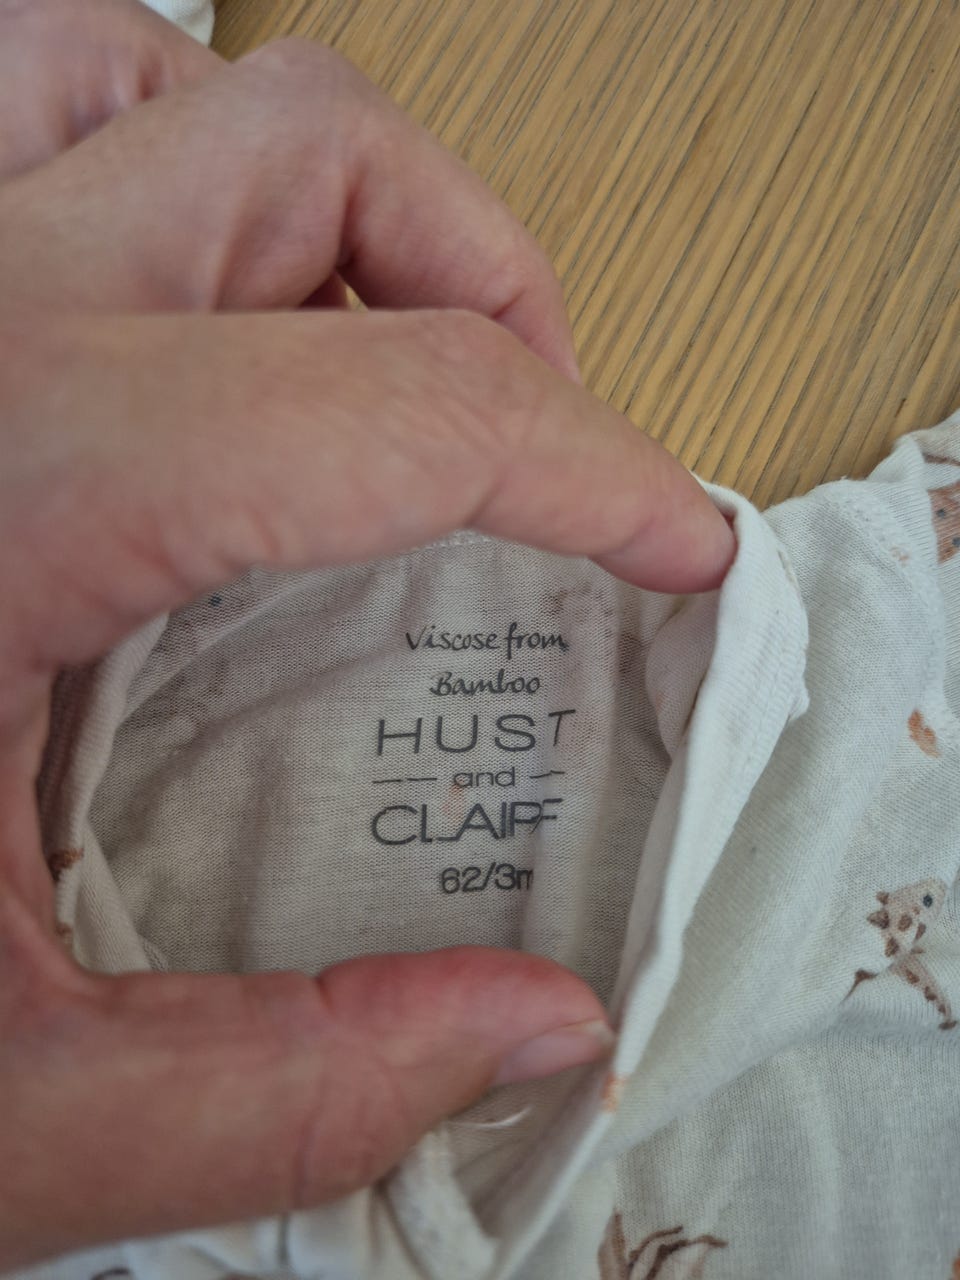 Viscose from
Bamboo
HUST
and
CLAIRE
62/3m